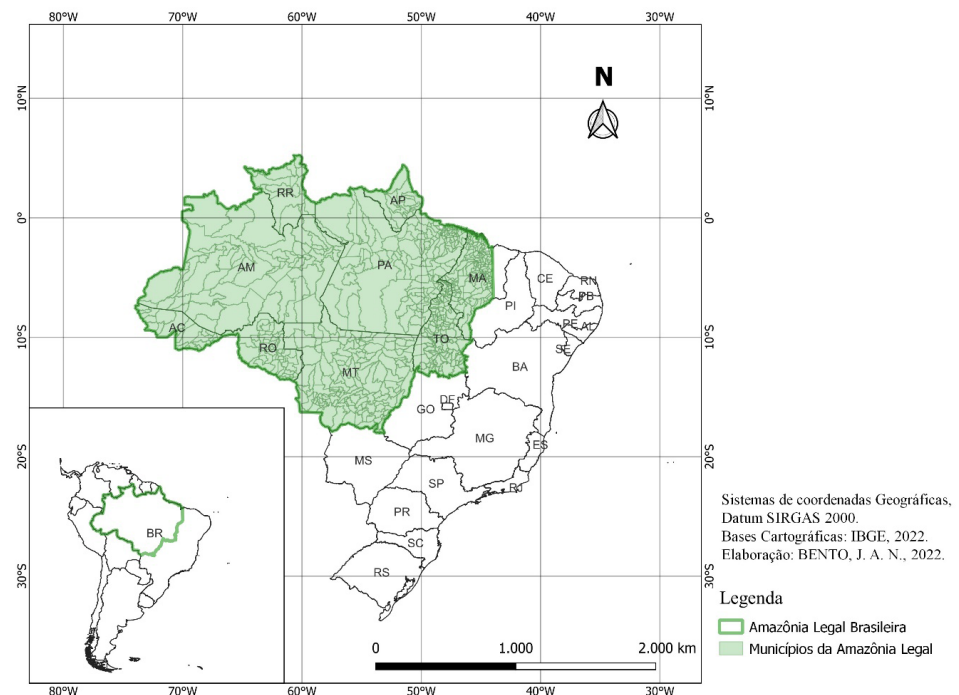 80°W 70°W 60°W 50°W 40°W 30°W
N
10°N 10°N
RR
AP
0° 0°
AM PA MA CE RN
PB
PI
AC PE AL
10°S TO 10°S
RO SE
MT BA
DF
GO
MG ES
MS 20°S
SP RJ
PR
SC
BR
RS 30°S
0 1.000 2.000 km
80°W 70°W 60°W 50°W 40°W 30°W
Sistemas de coordenadas Geográficas,
Datum SIRGAS 2000.
Bases Cartográficas: IBGE, 2022.
Elaboração: BENTO, J. A. N., 2022.
Legenda
Amazônia Legal Brasileira
Municípios da Amazônia Legal